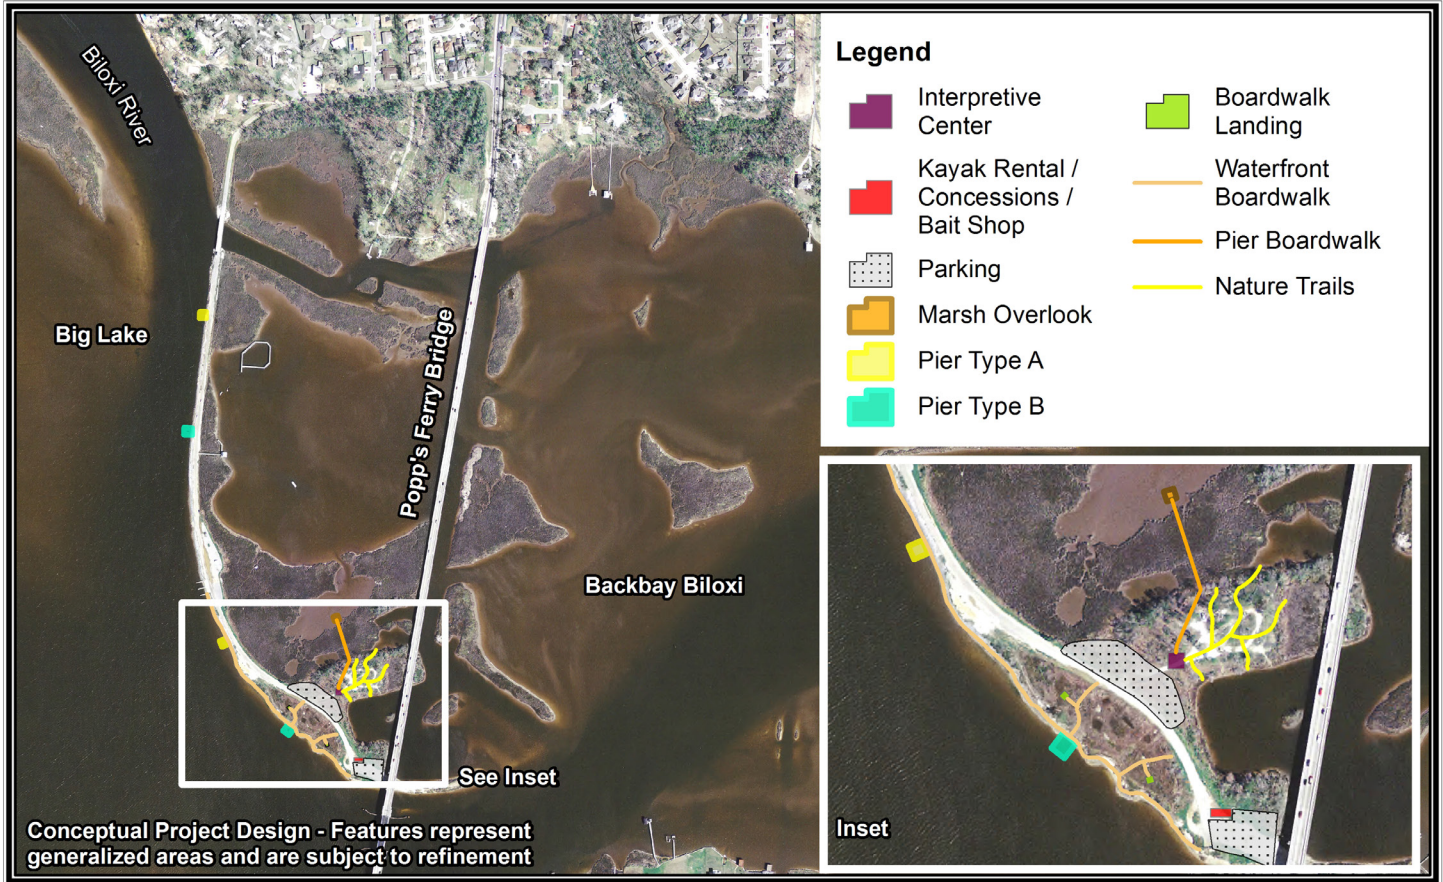 Biloxi River
Big Lake
Popp's Ferry Bridge
Backbay Biloxi
See Inset
Conceptual Project Design - Features represent
generalized areas and are subject to refinement
Legend
Interpretive
Center
Kayak Rental /
Concessions /
Bait Shop
Parking
Marsh Overlook
Pier Type A
Pier Type B
Boardwalk
Landing
Waterfront
Boardwalk
Pier Boardwalk
Nature Trails
Inset